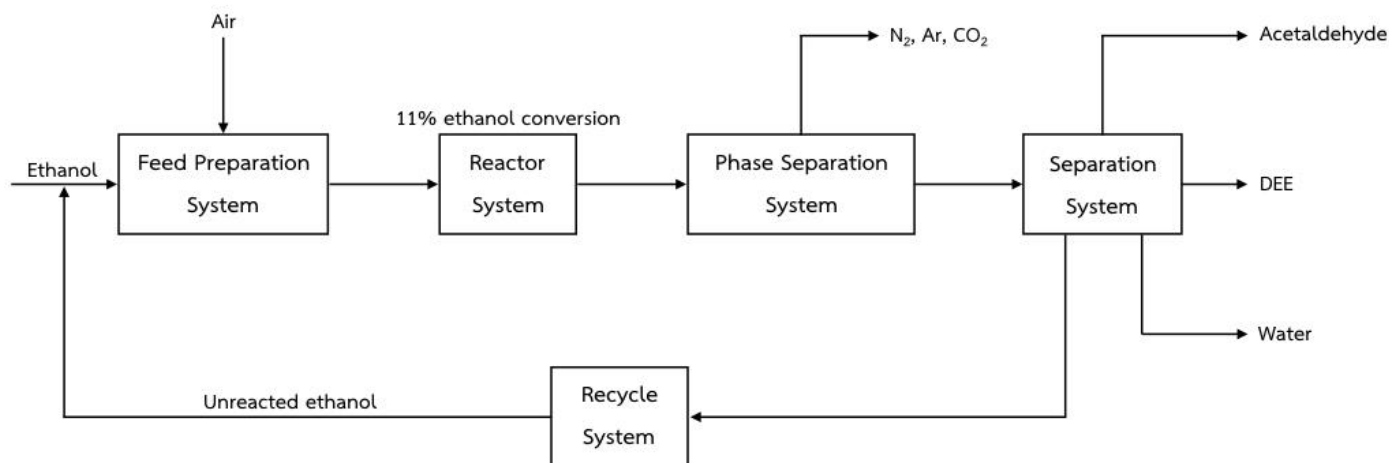 Air
N₂, Ar, CO₂
Acetaldehyde
11% ethanol conversion
Ethanol
Feed Preparation
System
Reactor
System
Phase Separation
System
Separation
System
DEE
Water
Unreacted ethanol
Recycle
System